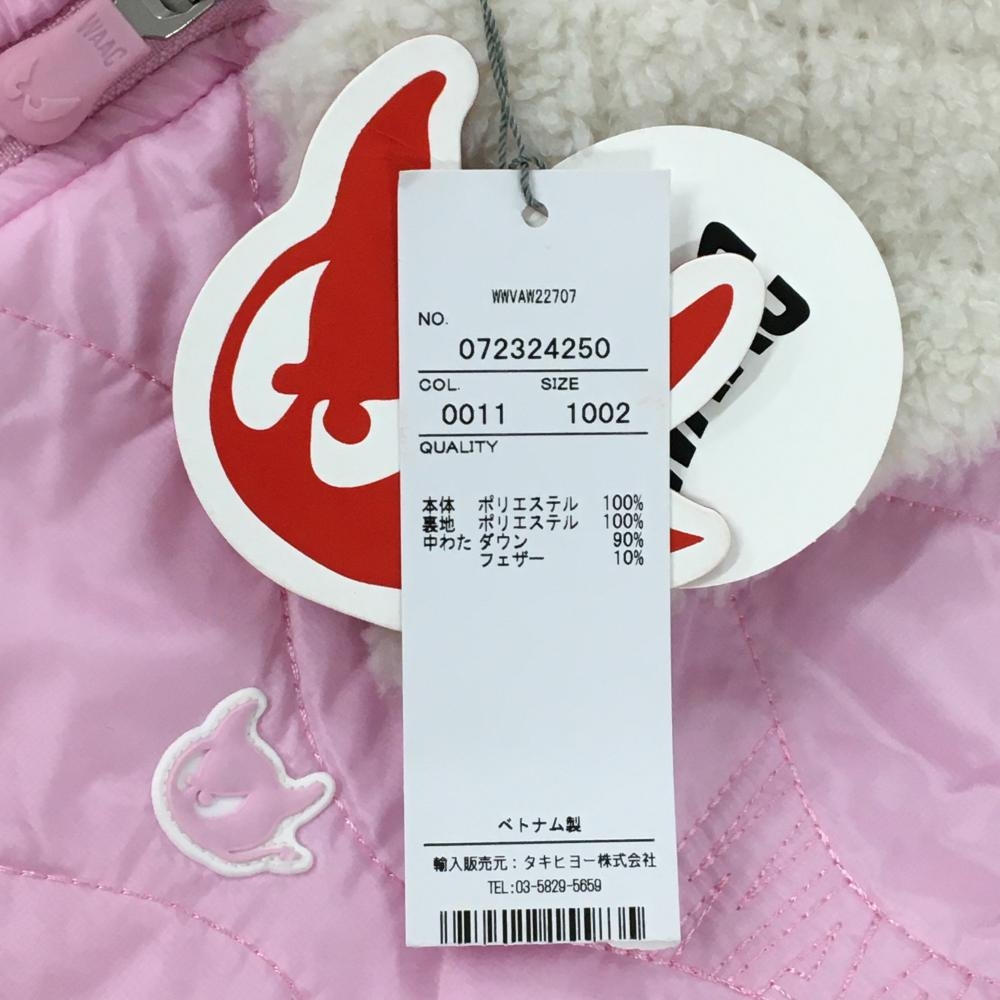 WAAC
WWVAW22707
NO.
072324250
COL. SIZE
0011 1002
QUALITY
本体 ポリエステル 100%
裏地 ポリエステル 100%
中わた ダウン 90%
フェザー 10%
ベトナム製
輸入販売元：タキヒヨー株式会社
TEL:03-5829-5659